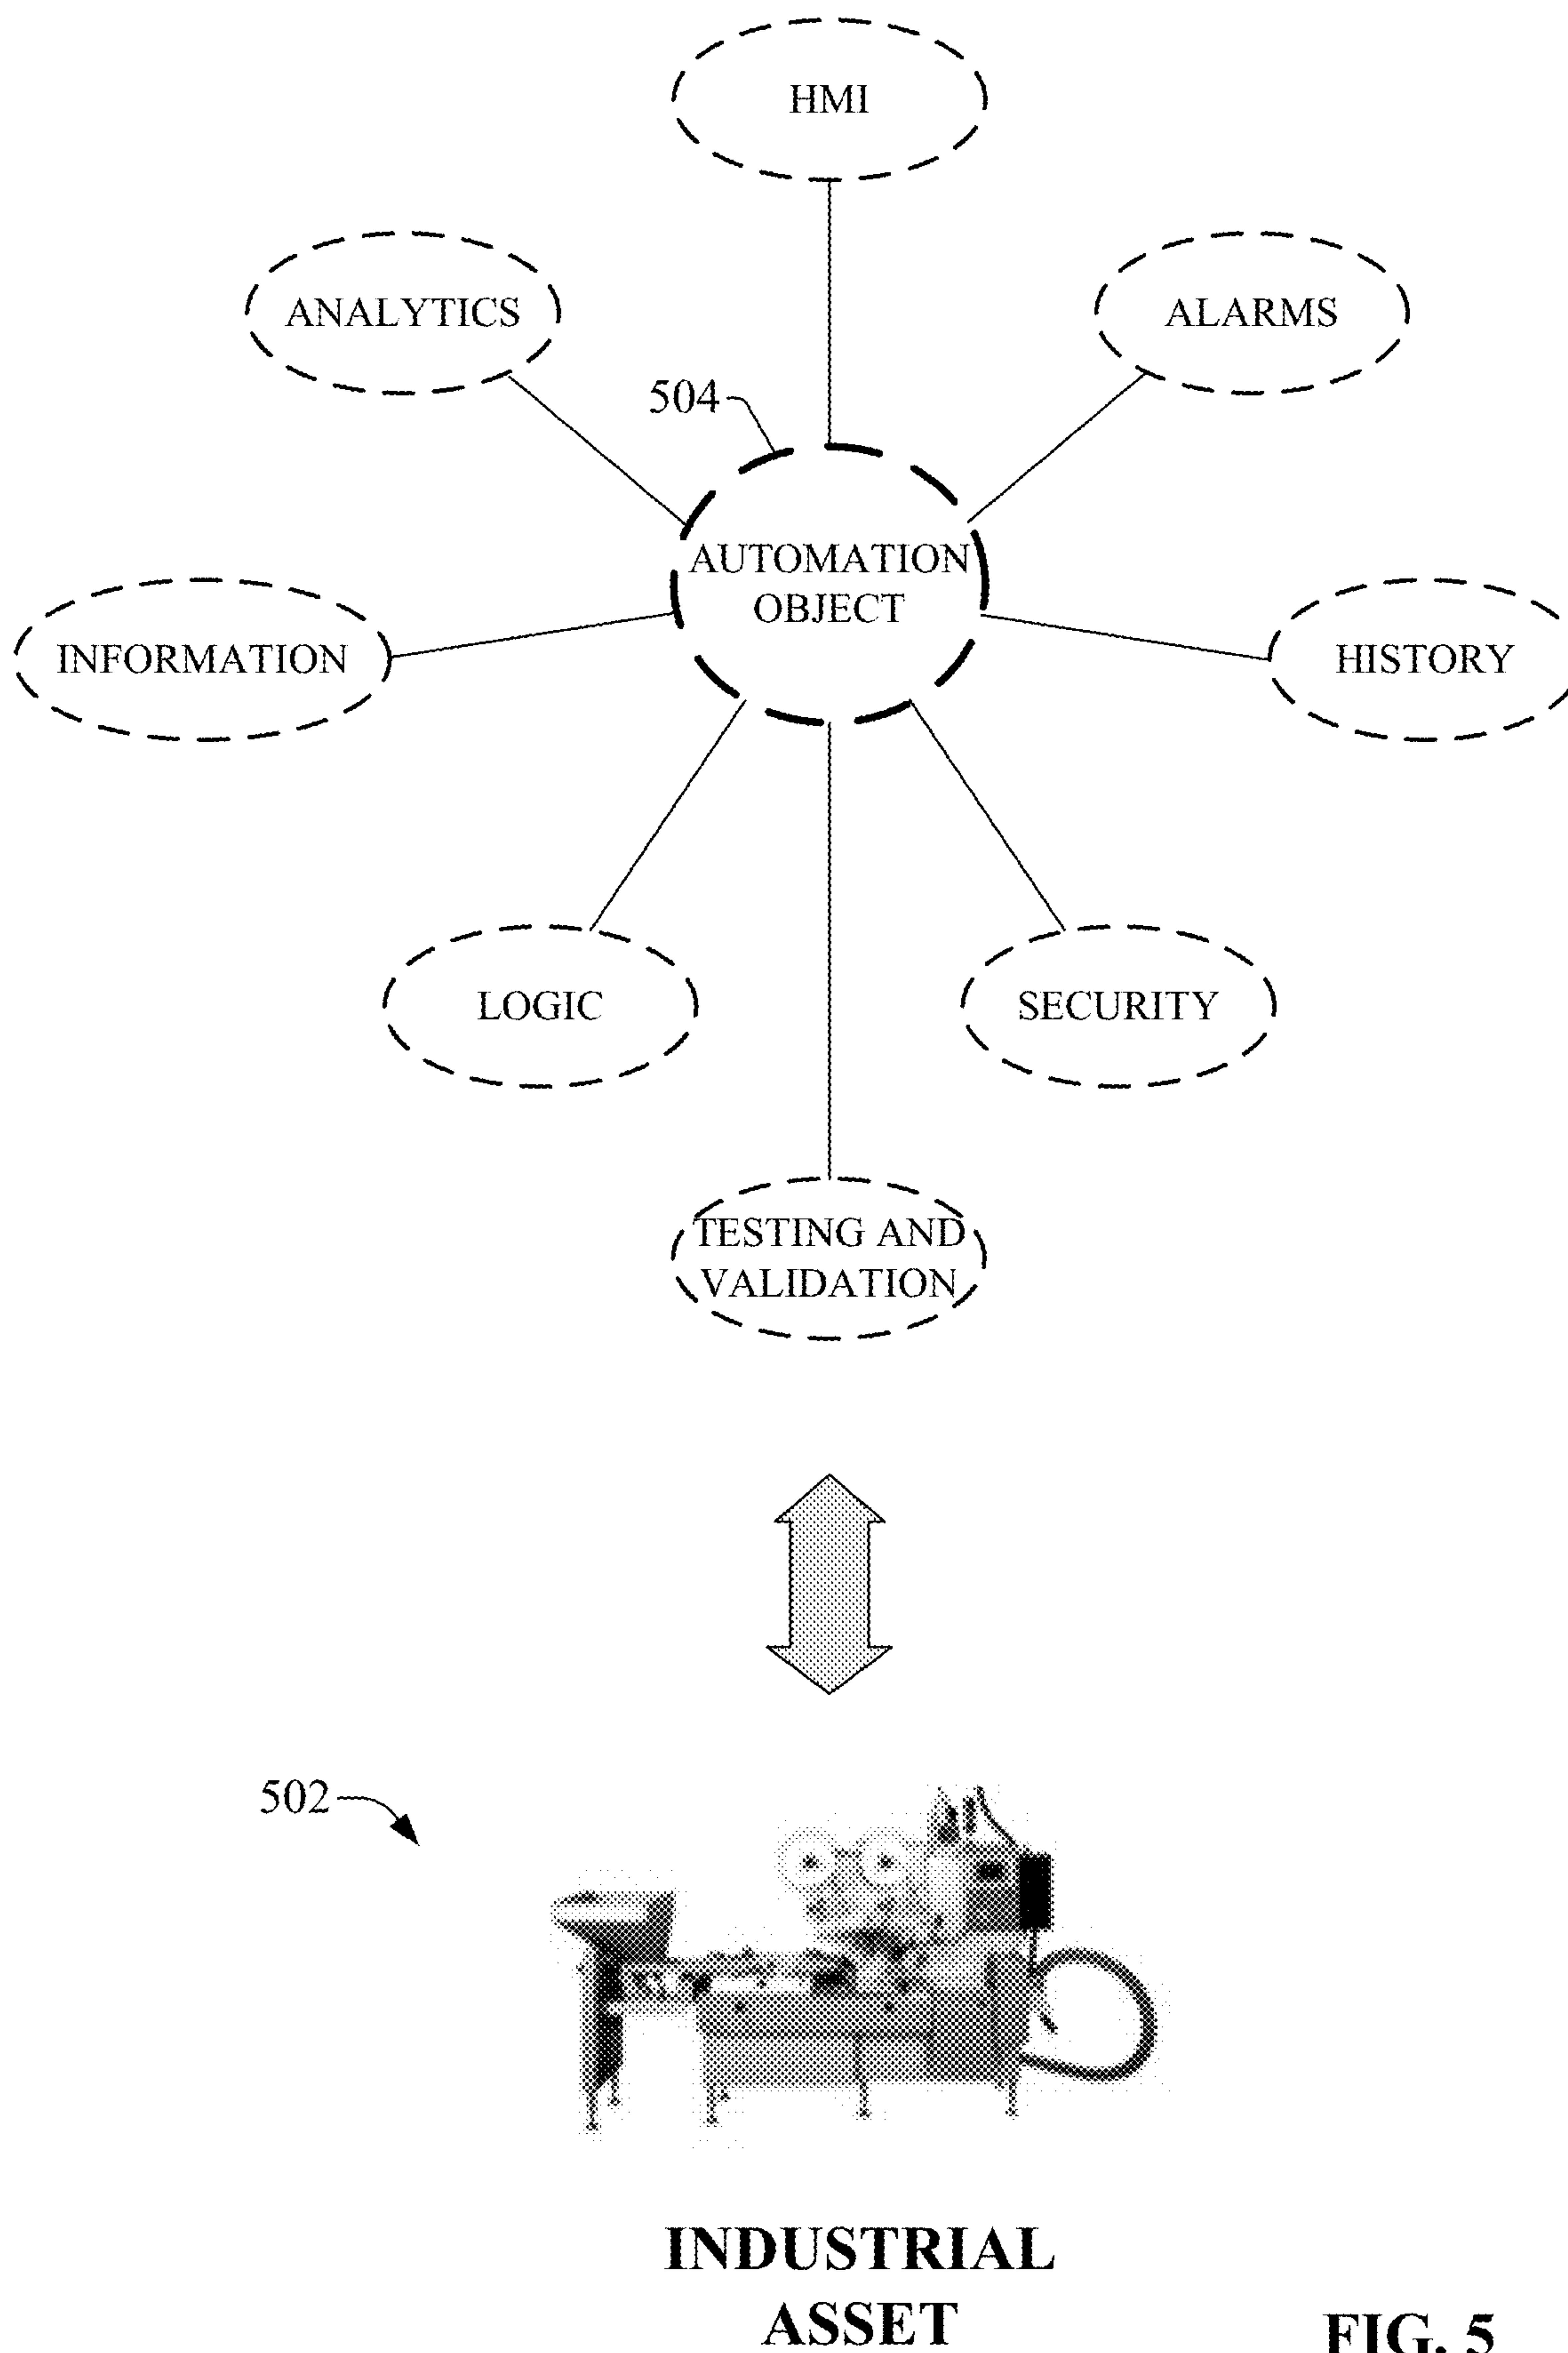 HMI
ANALYTICS
ALARMS
504
AUTOMATION
OBJECT
INFORMATION
HISTORY
LOGIC
SECURITY
TESTING AND
VALIDATION
502
INDUSTRIAL
ASSET
FIG. 5